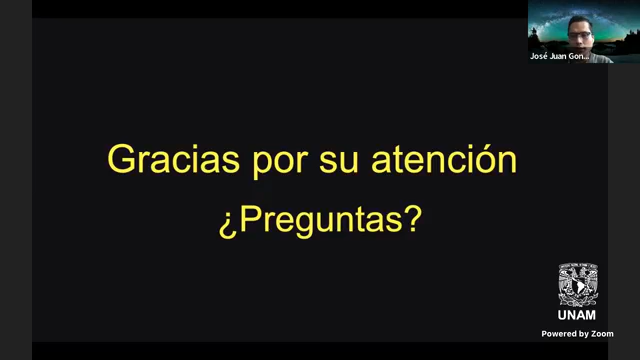 José Juan Gon...
Gracias por su atención
¿Preguntas?
UNAM
Powered by Zoom